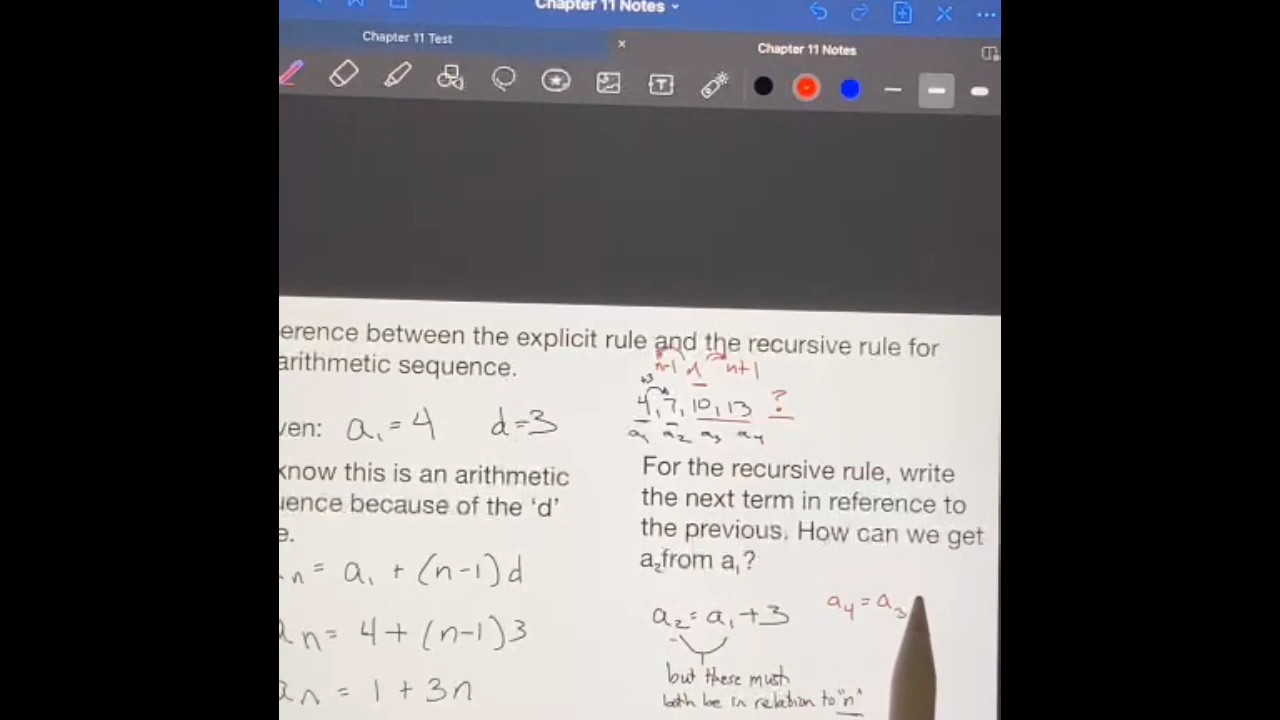 Chapter 11 Notes
Chapter 11 Test
Chapter 11 Notes
T
erence between the explicit rule and the recursive rule for
arithmetic sequence.
n-1 n n+1
+3
4, 7, 10, 13 ?
a₁ a₂ a₃ a₄
ven: a₁ = 4 d=3
know this is an arithmetic
uence because of the ‘d’
e.
n = a₁ + (n-1)d
an = 4+ (n-1)3
an = 1 + 3n
For the recursive rule, write
the next term in reference to
the previous. How can we get
a₂from a₁?
a₂ = a₁ + 3
a₄ = a₃
but these must
both be in relation to "n"